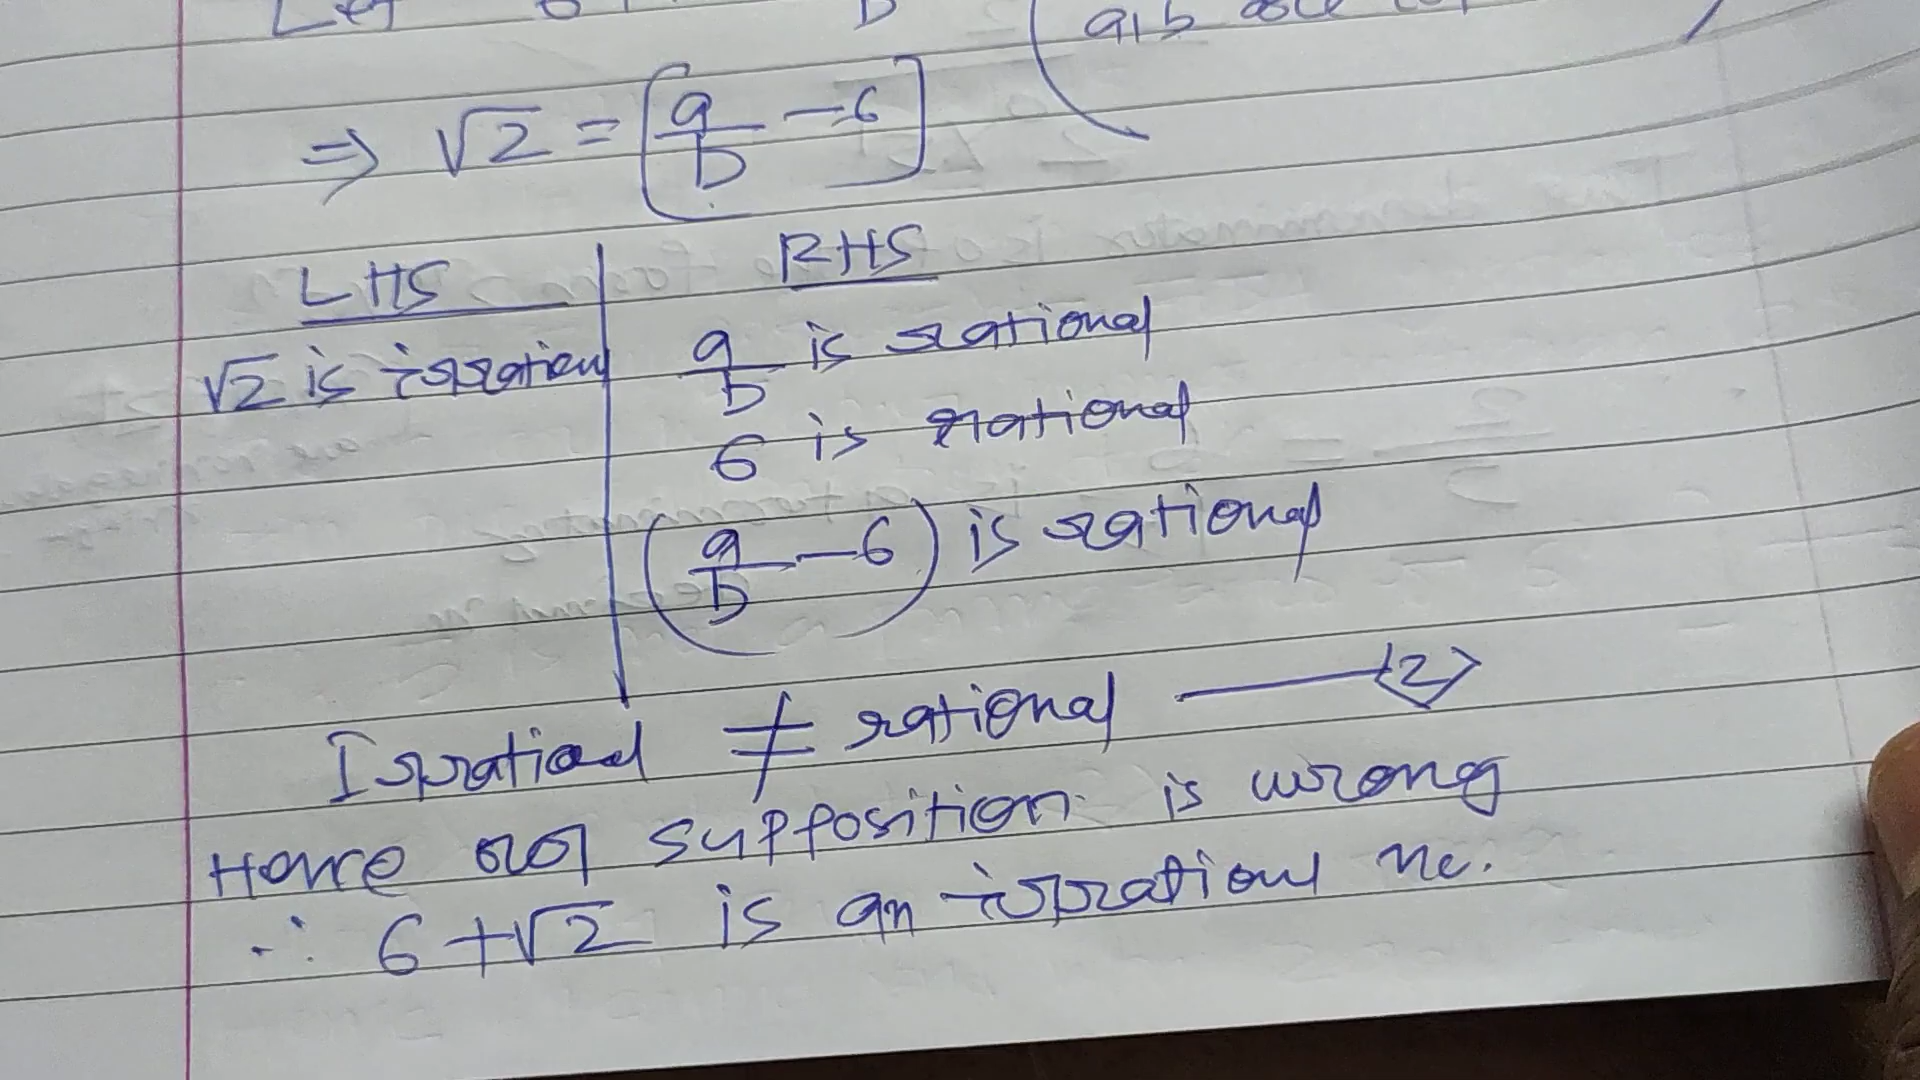 ⇒ √2 = [a/b - 6]
LHS
RHS
√2 is irration
a/b is rational
6 is rational
(a/b - 6) is rational
Irrational ≠ rational —<2>
Hence our supposition is wrong
∴ 6+√2 is an irrational no.